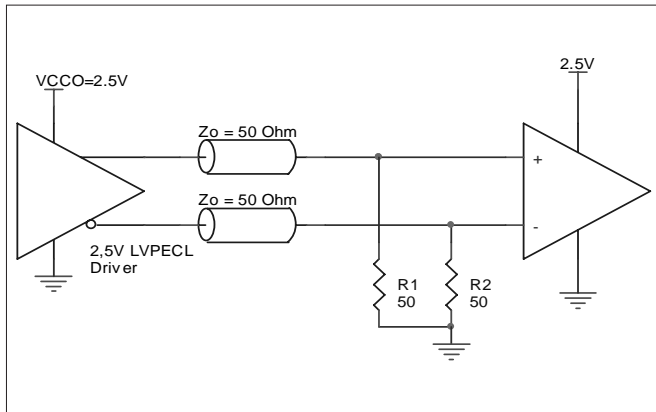 VCCO=2.5V
2.5V
Zo = 50 Ohm
Zo = 50 Ohm
+
-
2,5V LVPECL
Driver
R1
50
R2
50